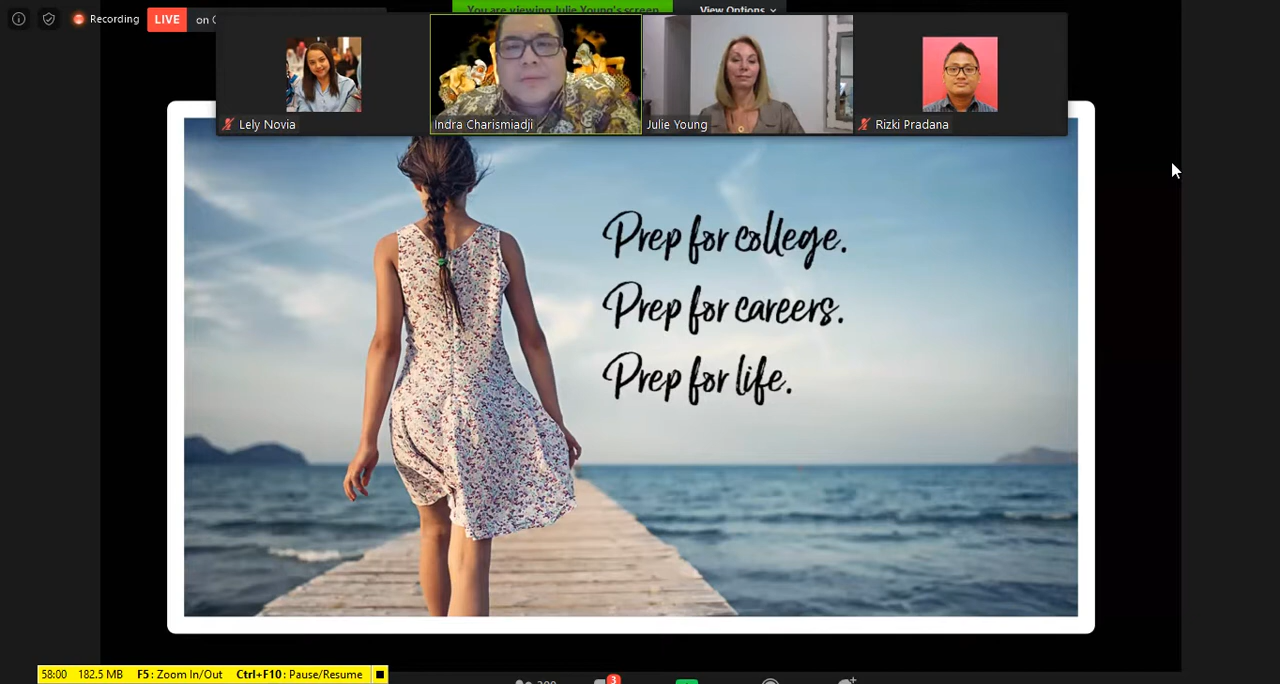 Recording
LIVE
on
You are viewing Julie Young's screen
View Options
Lely Novia
Indra Charismiadji
Julie Young
Rizki Pradana
Prep for college.
Prep for careers.
Prep for life.
58:00 182.5 MB F5: Zoom In/Out Ctrl+F10: Pause/Resume
3